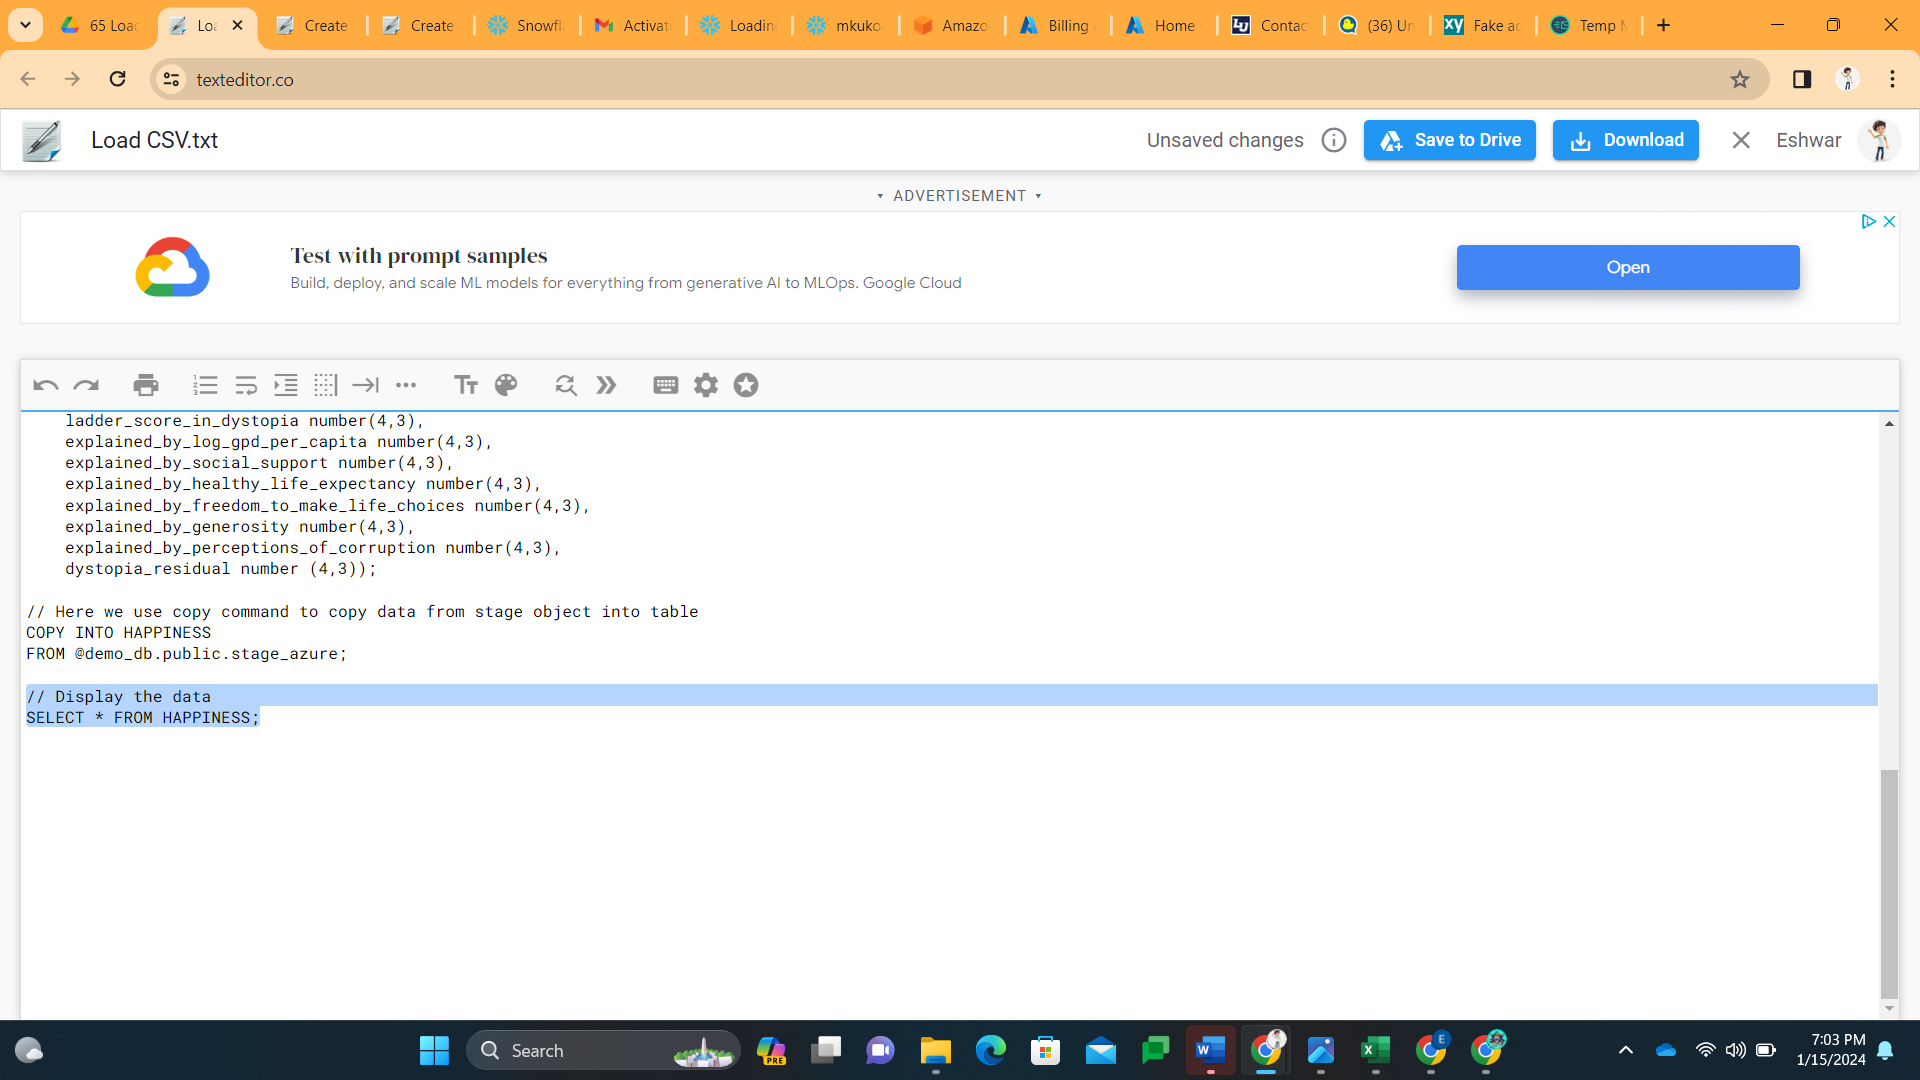 65 Load
Loa
Create
Create
Snowfl
Activat
Loading
mkuko
Amazo
Billing
Home
Contac
(36) Un
Fake ac
Temp M
texteditor.co
Load CSV.txt
Unsaved changes
Save to Drive
Download
Eshwar
ADVERTISEMENT
Test with prompt samples
Build, deploy, and scale ML models for everything from generative AI to MLOps. Google Cloud
Open
ladder_score_in_dystopia number(4,3),
explained_by_log_gpd_per_capita number(4,3),
explained_by_social_support number(4,3),
explained_by_healthy_life_expectancy number(4,3),
explained_by_freedom_to_make_life_choices number(4,3),
explained_by_generosity number(4,3),
explained_by_perceptions_of_corruption number(4,3),
dystopia_residual number (4,3));
// Here we use copy command to copy data from stage object into table
COPY INTO HAPPINESS
FROM @demo_db.public.stage_azure;
// Display the data
SELECT * FROM HAPPINESS;
Search
PRE
7:03 PM
1/15/2024